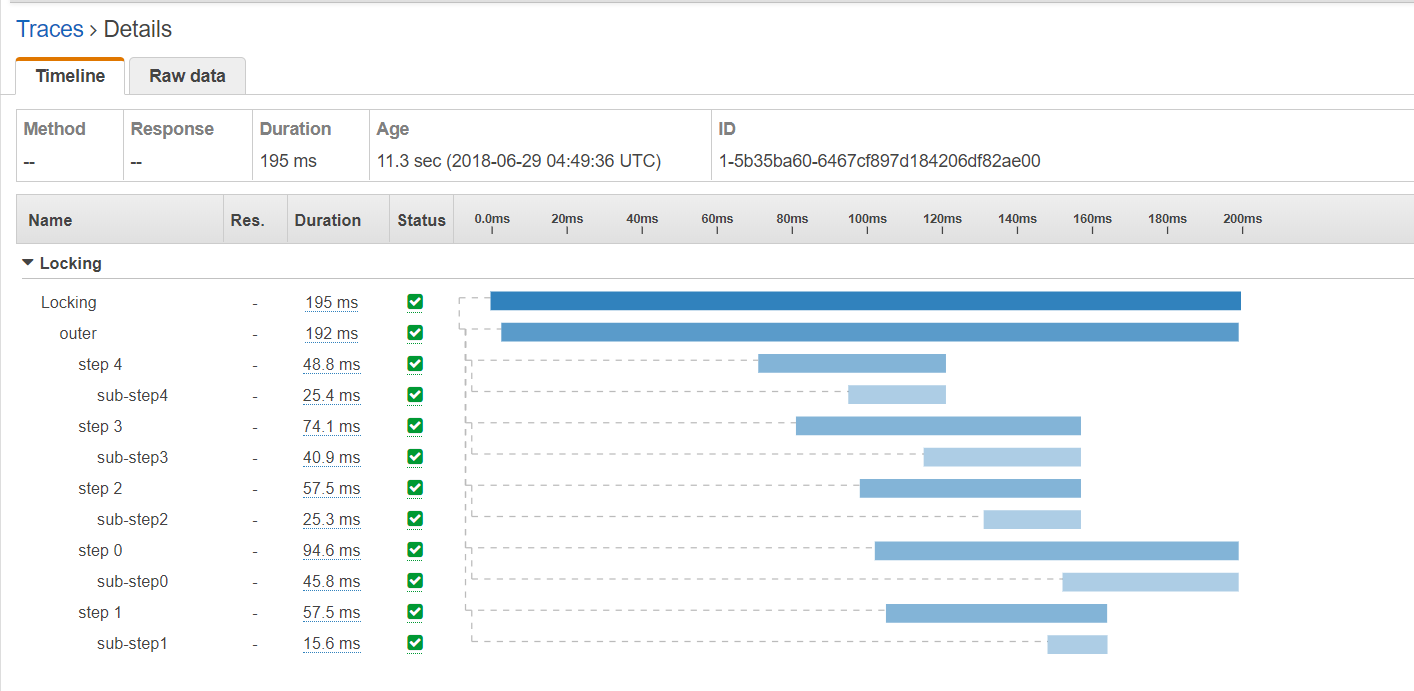 Traces > Details
Timeline Raw data
Method Response Duration Age ID
-- -- 195 ms 11.3 sec (2018-06-29 04:49:36 UTC) 1-5b35ba60-6467cf897d184206df82ae00
Name Res. Duration Status 0.0ms 20ms 40ms 60ms 80ms 100ms 120ms 140ms 160ms 180ms 200ms
Locking
Locking - 195 ms
outer - 192 ms
step 4 - 48.8 ms
sub-step4 - 25.4 ms
step 3 - 74.1 ms
sub-step3 - 40.9 ms
step 2 - 57.5 ms
sub-step2 - 25.3 ms
step 0 - 94.6 ms
sub-step0 - 45.8 ms
step 1 - 57.5 ms
sub-step1 - 15.6 ms